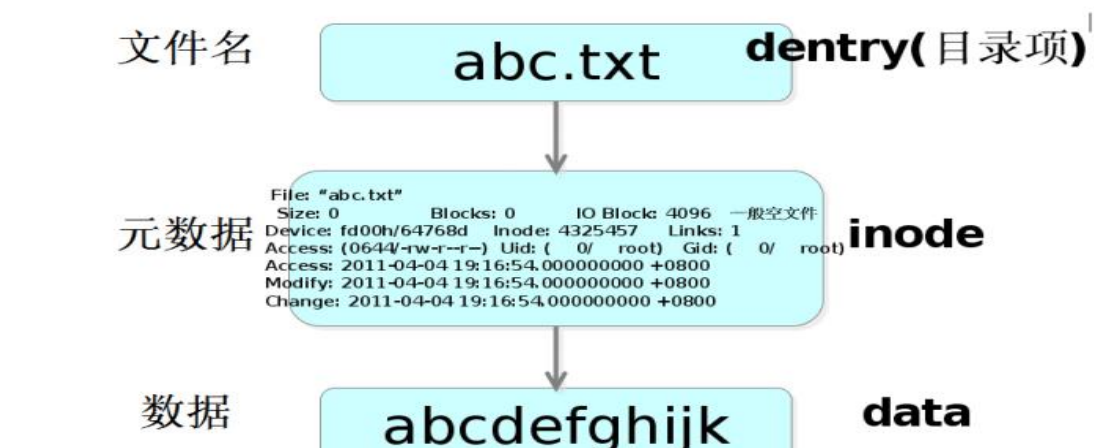 文件名 abc.txt dentry(目录项)
File: "abc.txt"
Size: 0 Blocks: 0 IO Block: 4096 一般空文件
元数据 Device: fd00h/64768d Inode: 4325457 Links: 1 inode
Access: (0644/-rw-r--r--) Uid: ( 0/ root) Gid: ( 0/ root)
Access: 2011-04-04 19:16:54.000000000 +0800
Modify: 2011-04-04 19:16:54.000000000 +0800
Change: 2011-04-04 19:16:54.000000000 +0800
数据 abcdefghijk data